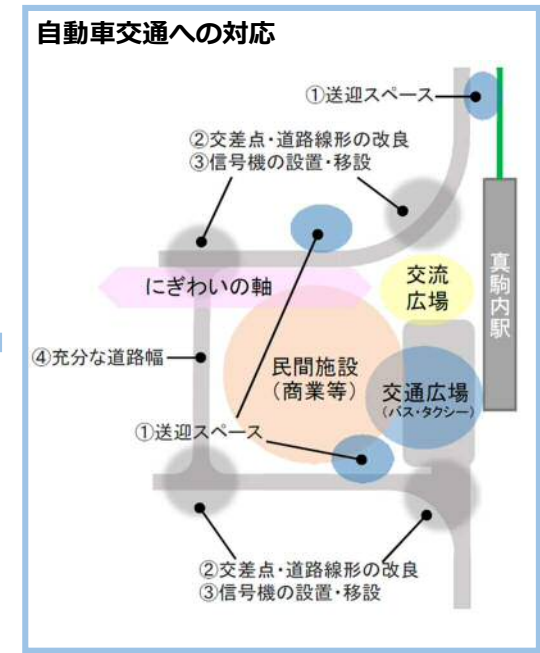 自動車交通への対応
①送迎スペース
②交差点・道路線形の改良
③信号機の設置・移設
にぎわいの軸
交流
広場
真駒内駅
④充分な道路幅
民間施設
（商業等）
交通広場
（バス・タクシー）
①送迎スペース
②交差点・道路線形の改良
③信号機の設置・移設